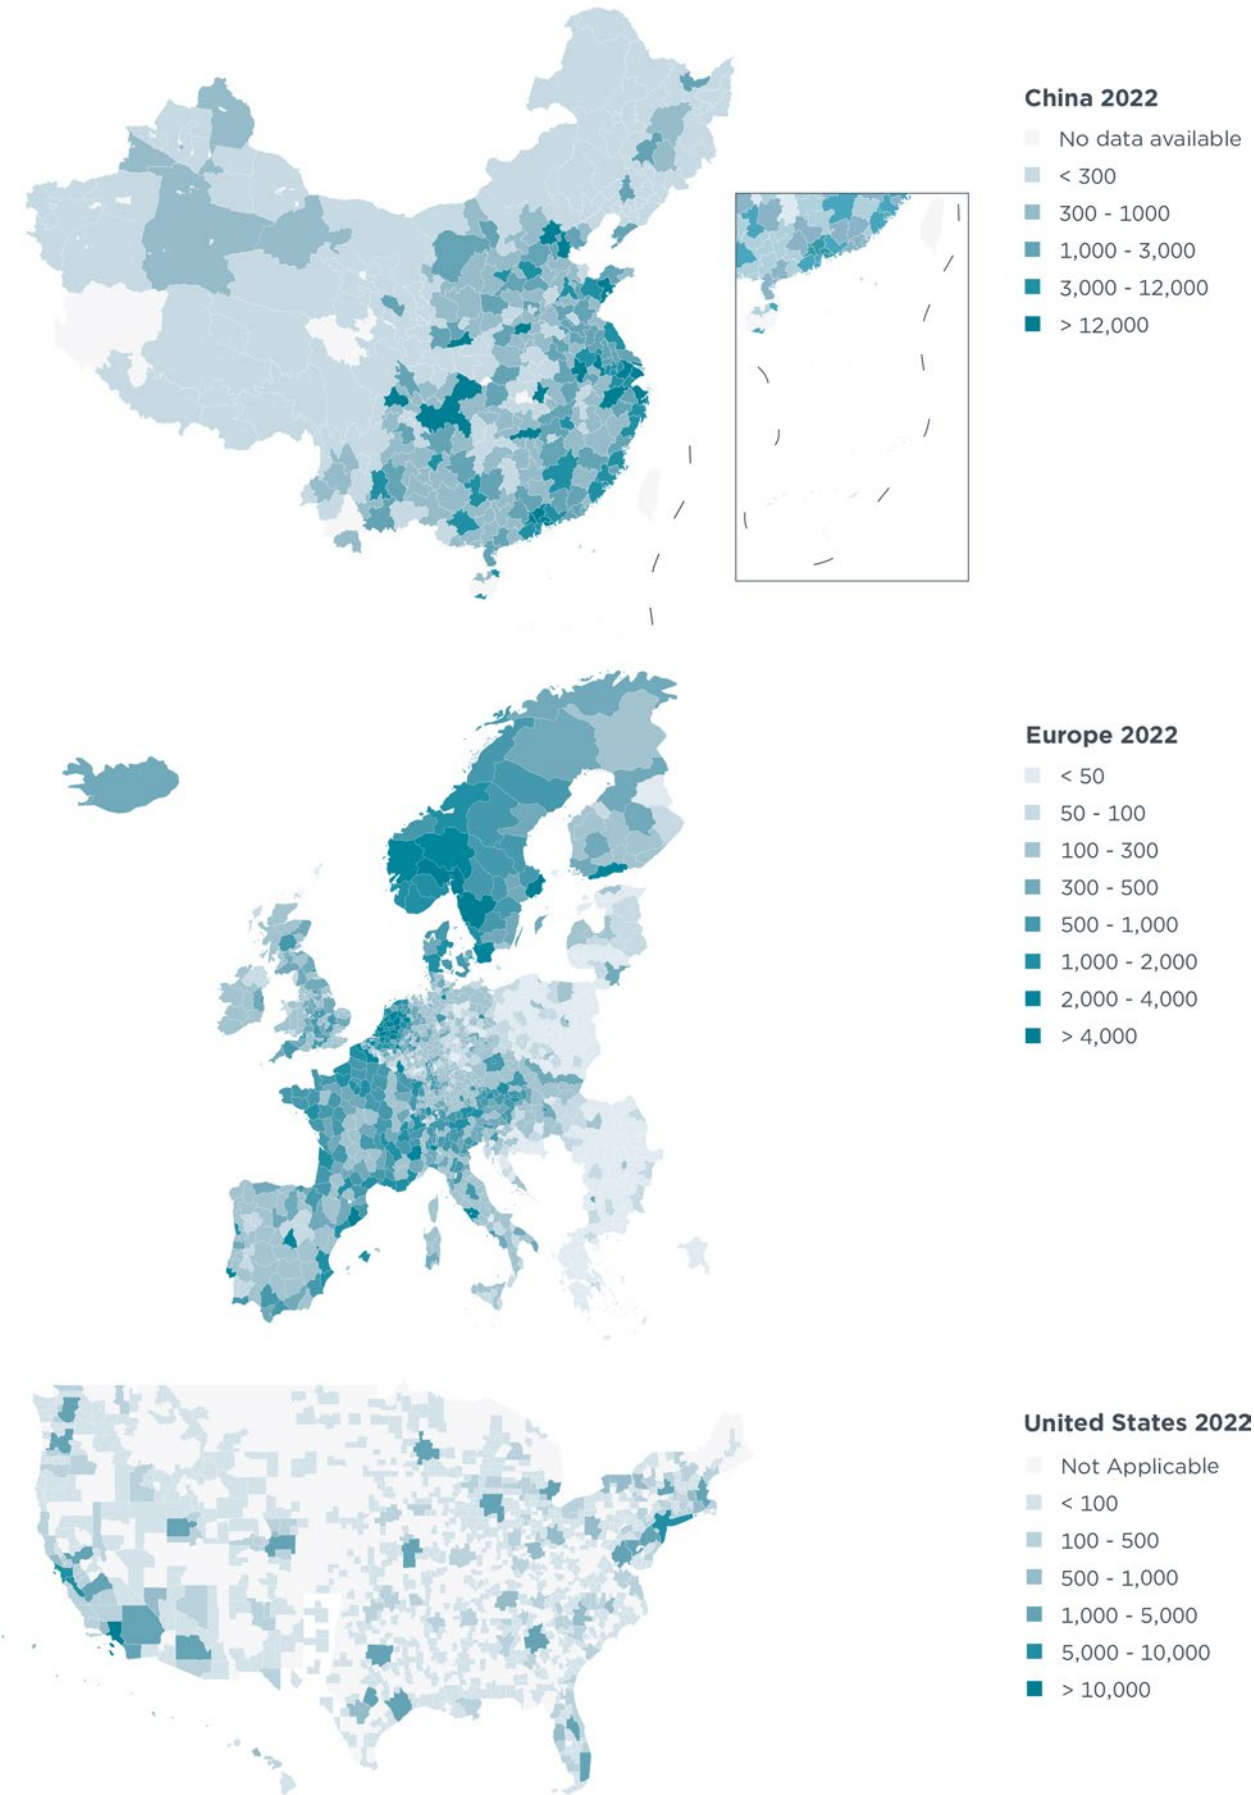 China 2022
No data available
< 300
300 - 1000
1,000 - 3,000
3,000 - 12,000
> 12,000
Europe 2022
< 50
50 - 100
100 - 300
300 - 500
500 - 1,000
1,000 - 2,000
2,000 - 4,000
> 4,000
United States 2022
Not Applicable
< 100
100 - 500
500 - 1,000
1,000 - 5,000
5,000 - 10,000
> 10,000